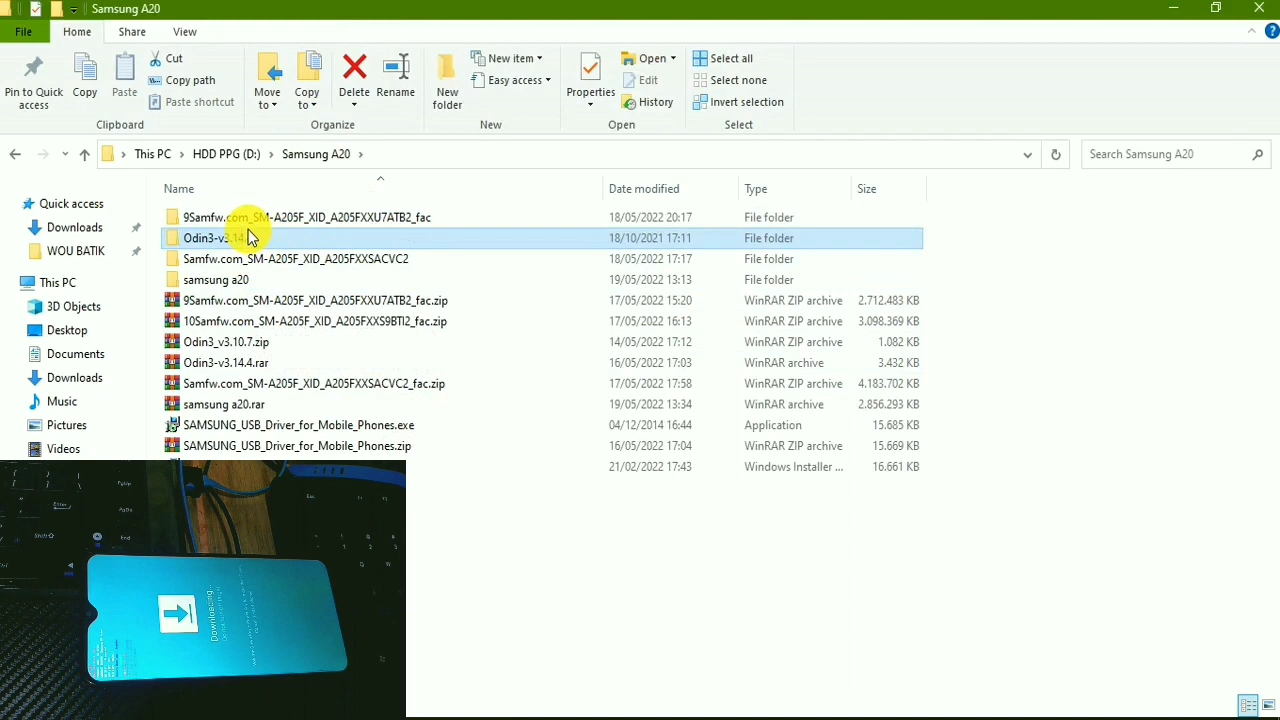 Samsung A20
File Home Share View
Pin to Quick access
Copy
Paste
Cut
Copy path
Paste shortcut
Clipboard
Move to
Copy to
Delete
Rename
Organize
New folder
New item
Easy access
New
Properties
Open
Edit
History
Open
Select all
Select none
Invert selection
Select
This PC > HDD PPG (D:) > Samsung A20 >
Search Samsung A20
Quick access
Downloads
WOU BATIK
This PC
3D Objects
Desktop
Documents
Downloads
Music
Pictures
Videos
Name Date modified Type Size
9Samfw.com_SM-A205F_XID_A205FXXU7ATB2_fac 18/05/2022 20:17 File folder
Odin3-v3.14 18/10/2021 17:11 File folder
Samfw.com_SM-A205F_XID_A205FXXSACVC2 18/05/2022 17:17 File folder
samsung a20 19/05/2022 13:13 File folder
9Samfw.com_SM-A205F_XID_A205FXXU7ATB2_fac.zip 17/05/2022 15:20 WinRAR ZIP archive 2.712.483 KB
10Samfw.com_SM-A205F_XID_A205FXXS9BTI2_fac.zip 17/05/2022 16:13 WinRAR ZIP archive 3.098.369 KB
Odin3_v3.10.7.zip 14/05/2022 17:12 WinRAR ZIP archive 1.082 KB
Odin3-v3.14.4.rar 16/05/2022 17:03 WinRAR archive 3.432 KB
Samfw.com_SM-A205F_XID_A205FXXSACVC2_fac.zip 17/05/2022 17:58 WinRAR ZIP archive 4.183.702 KB
samsung a20.rar 19/05/2022 13:34 WinRAR archive 2.856.293 KB
SAMSUNG_USB_Driver_for_Mobile_Phones.exe 04/12/2014 16:44 Application 15.685 KB
SAMSUNG_USB_Driver_for_Mobile_Phones.zip 16/05/2022 17:04 WinRAR ZIP archive 15.669 KB
21/02/2022 17:43 Windows Installer ... 16.661 KB
PgUp
Enter
PgDn
Shift
End
Esc
Downloading...